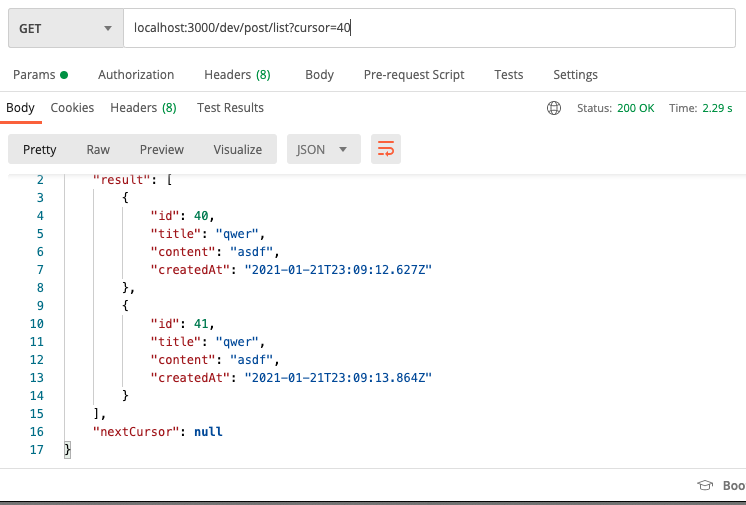 GET localhost:3000/dev/post/list?cursor=40
Params Authorization Headers (8) Body Pre-request Script Tests Settings
Body Cookies Headers (8) Test Results Status: 200 OK Time: 2.29 s
Pretty Raw Preview Visualize JSON
2 "result": [
3 {
4 "id": 40,
5 "title": "qwer",
6 "content": "asdf",
7 "createdAt": "2021-01-21T23:09:12.627Z"
8 },
9 {
10 "id": 41,
11 "title": "qwer",
12 "content": "asdf",
13 "createdAt": "2021-01-21T23:09:13.864Z"
14 }
15 ],
16 "nextCursor": null
17 }
Boo